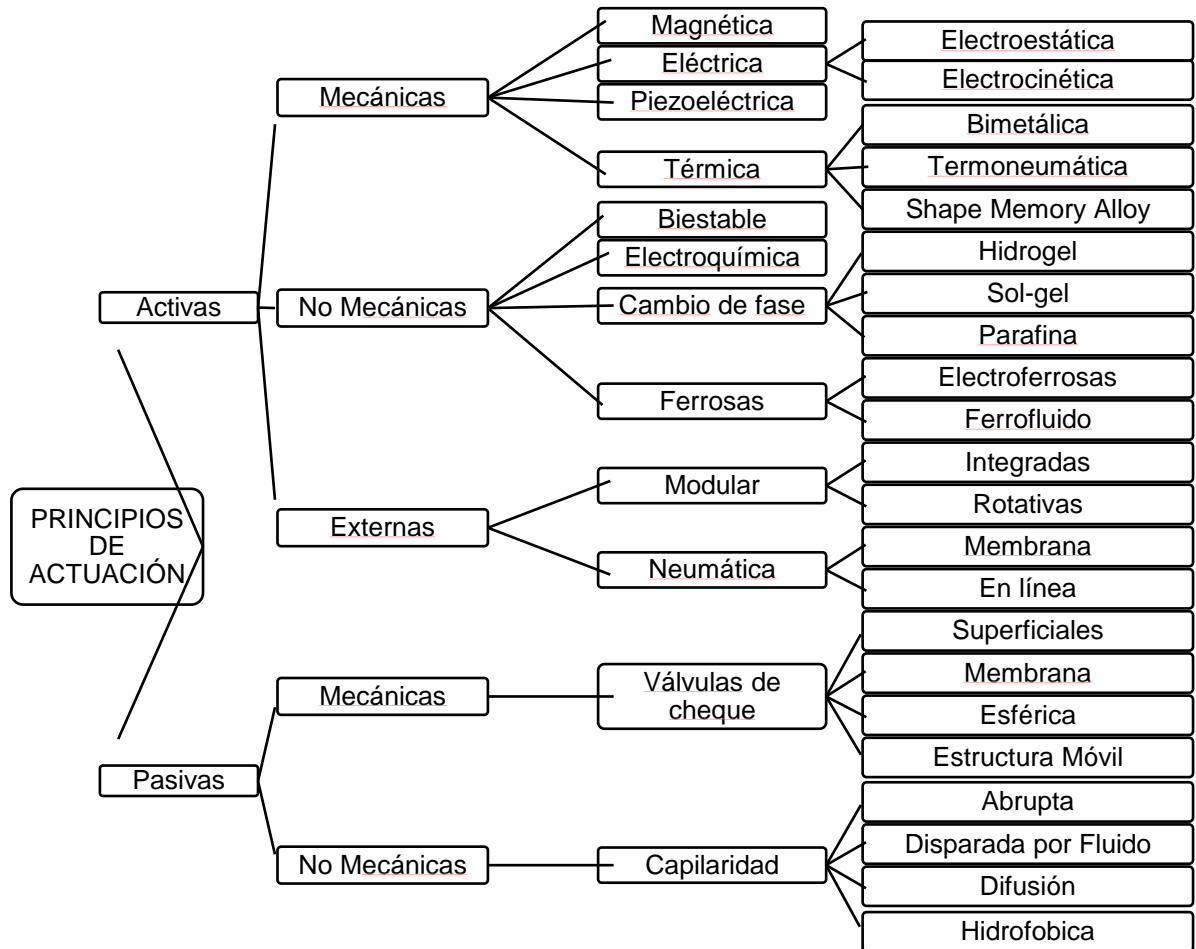 PRINCIPIOS
DE
ACTUACIÓN
Activas
Mecánicas
Magnética
Eléctrica
Electroestática
Electrocinética
Piezoeléctrica
Térmica
Bimetálica
Termoneumática
Shape Memory Alloy
No Mecánicas
Biestable
Electroquímica
Cambio de fase
Hidrogel
Sol-gel
Parafina
Ferrosas
Electroferrosas
Ferrofluido
Externas
Modular
Integradas
Rotativas
Neumática
Membrana
En línea
Pasivas
Mecánicas
Válvulas de
cheque
Superficiales
Membrana
Esférica
Estructura Móvil
No Mecánicas
Capilaridad
Abrupta
Disparada por Fluido
Difusión
Hidrofobica